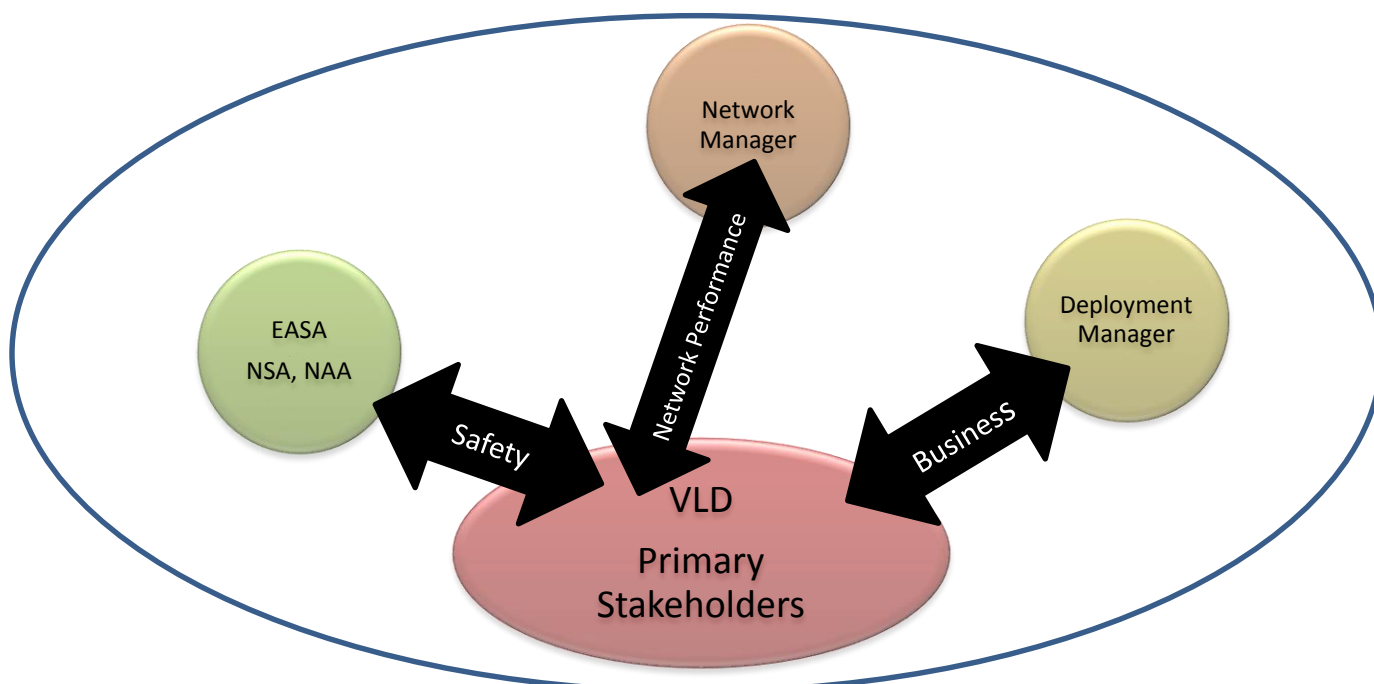 Network
Manager
Network Performance
Deployment
Manager
EASA
NSA, NAA
Safety
Business
VLD
Primary
Stakeholders